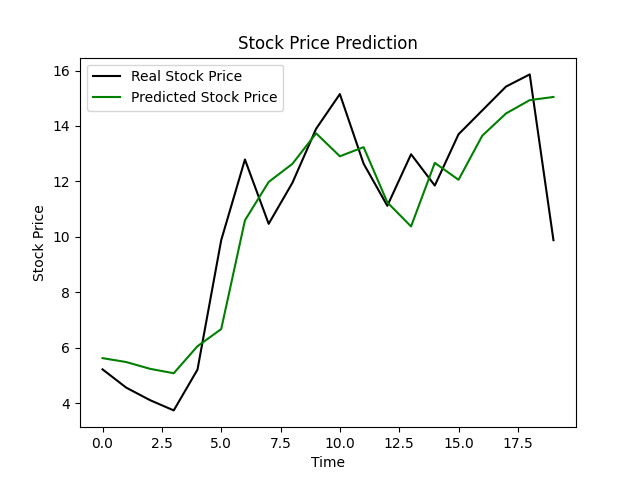 Stock Price Prediction
Real Stock Price
Predicted Stock Price
Stock Price
16
14
12
10
8
6
4
0.0 2.5 5.0 7.5 10.0 12.5 15.0 17.5
Time